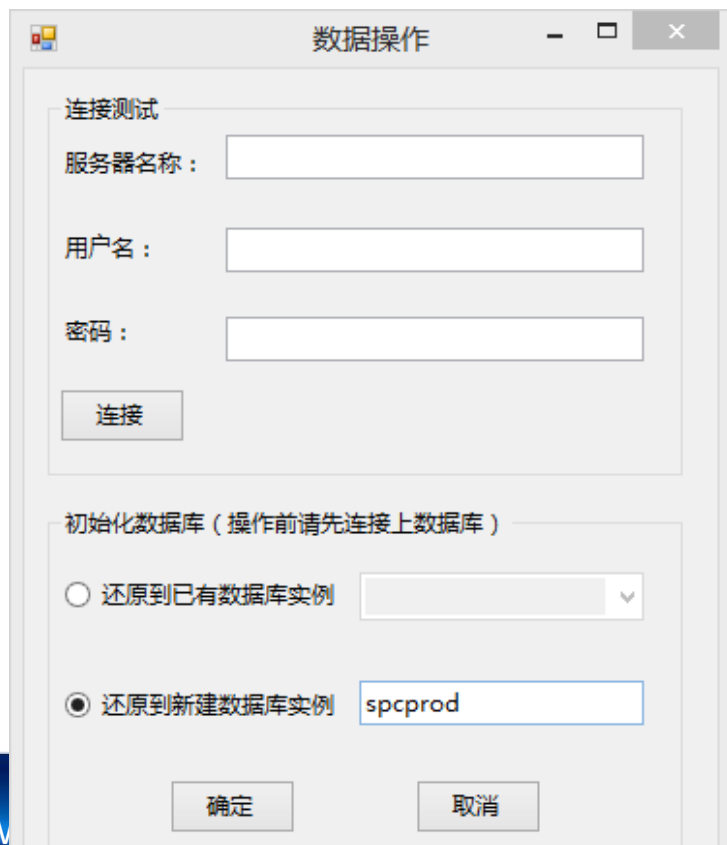 数据操作
连接测试
服务器名称：
用户名：
密码：
连接
初始化数据库（操作前请先连接上数据库）
还原到已有数据库实例
还原到新建数据库实例 spcprod
确定 取消